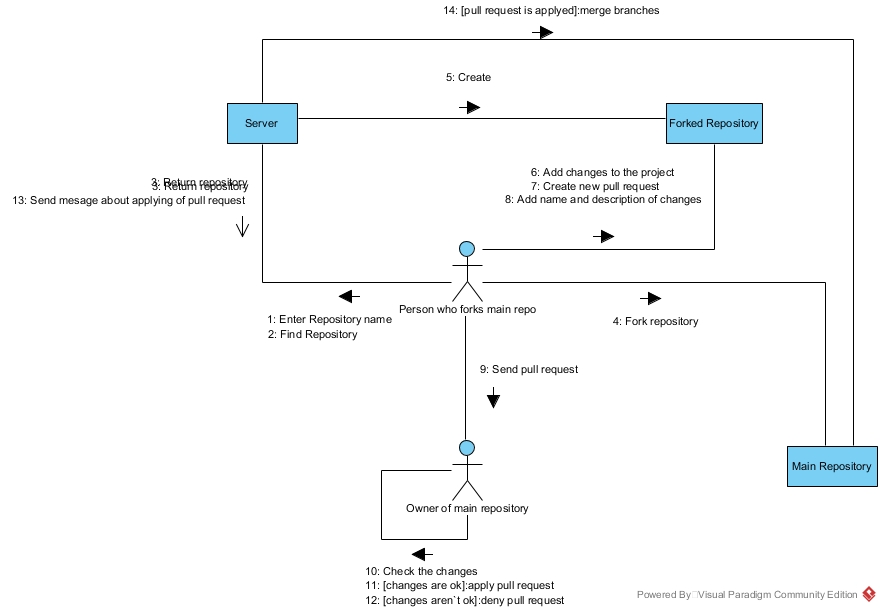 14: [pull request is applyed]:merge branches
5: Create
Server
Forked Repository
3: Return repository
3: Return repository
13: Send mesage about applying of pull request
6: Add changes to the project
7: Create new pull request
8: Add name and description of changes
Person who forks main repo
1: Enter Repository name
2: Find Repository
4: Fork repository
9: Send pull request
Main Repository
Owner of main repository
10: Check the changes
11: [changes are ok]:apply pull request
12: [changes aren`t ok]:deny pull request
Powered By Visual Paradigm Community Edition